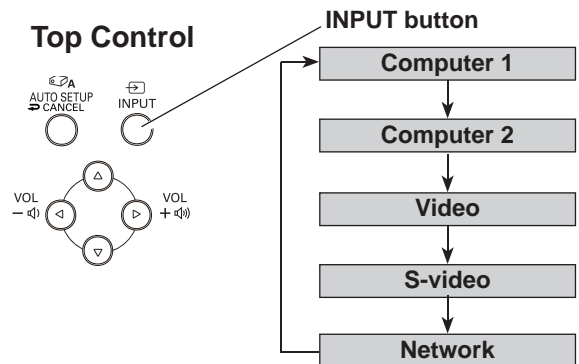 Top Control
INPUT button
A
AUTO SETUP
CANCEL
INPUT
VOL
−
VOL
+
Computer 1
Computer 2
Video
S-video
Network